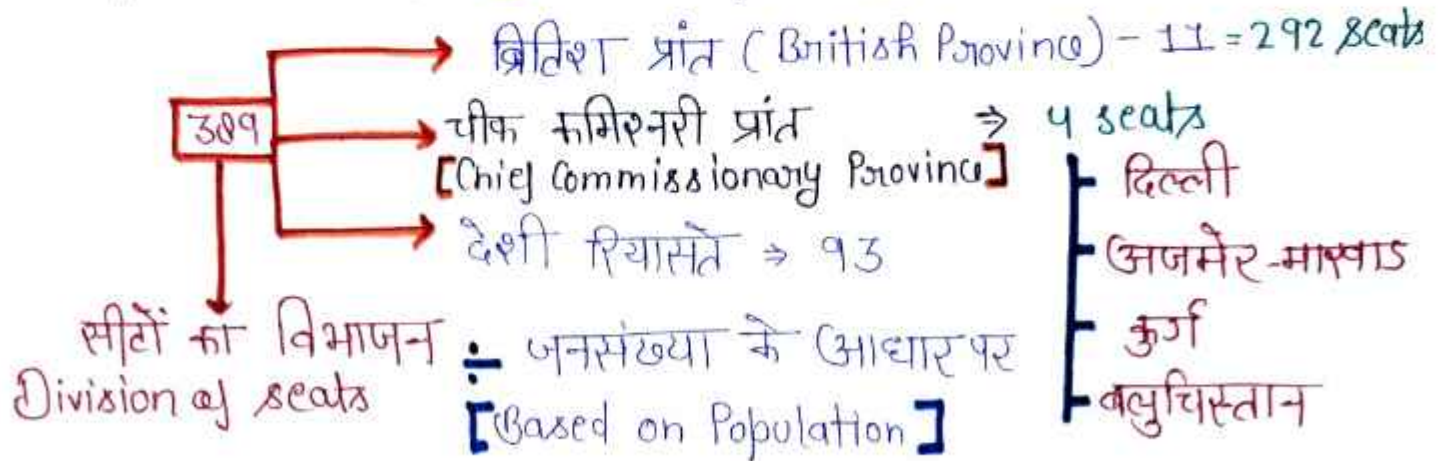 ब्रितिश प्रांत (British Province) - 11 = 292 seats
389
चीफ कमिश्नरी प्रांत ⇒ 4 seats
[Chief Commissionary Province]
- दिल्ली
देशी रियासते ⇒ 93
- अजमेर-मारवाड
सीटों का विभाजन ÷ जनसंख्या के आधार पर
- कुर्ग
Division of seats [Based on Population]
- बलुचिस्तान